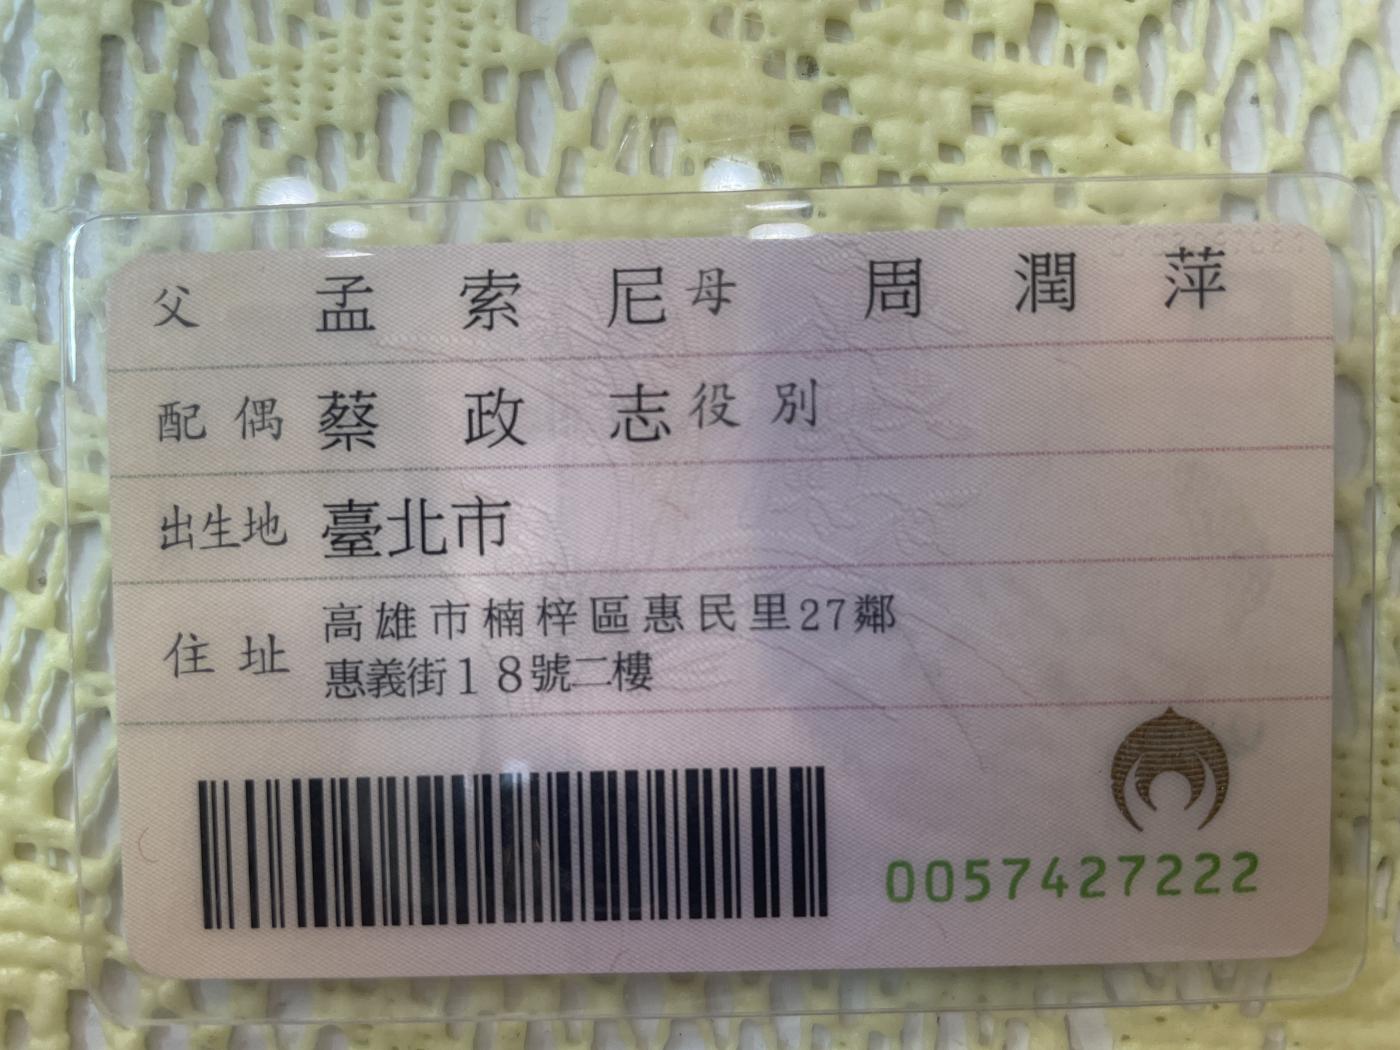 父 孟索尼 母 周潤萍
配偶 蔡政志 役別
出生地 臺北市
住址 高雄市楠梓區惠民里27鄰
惠義街18號二樓
0057427222